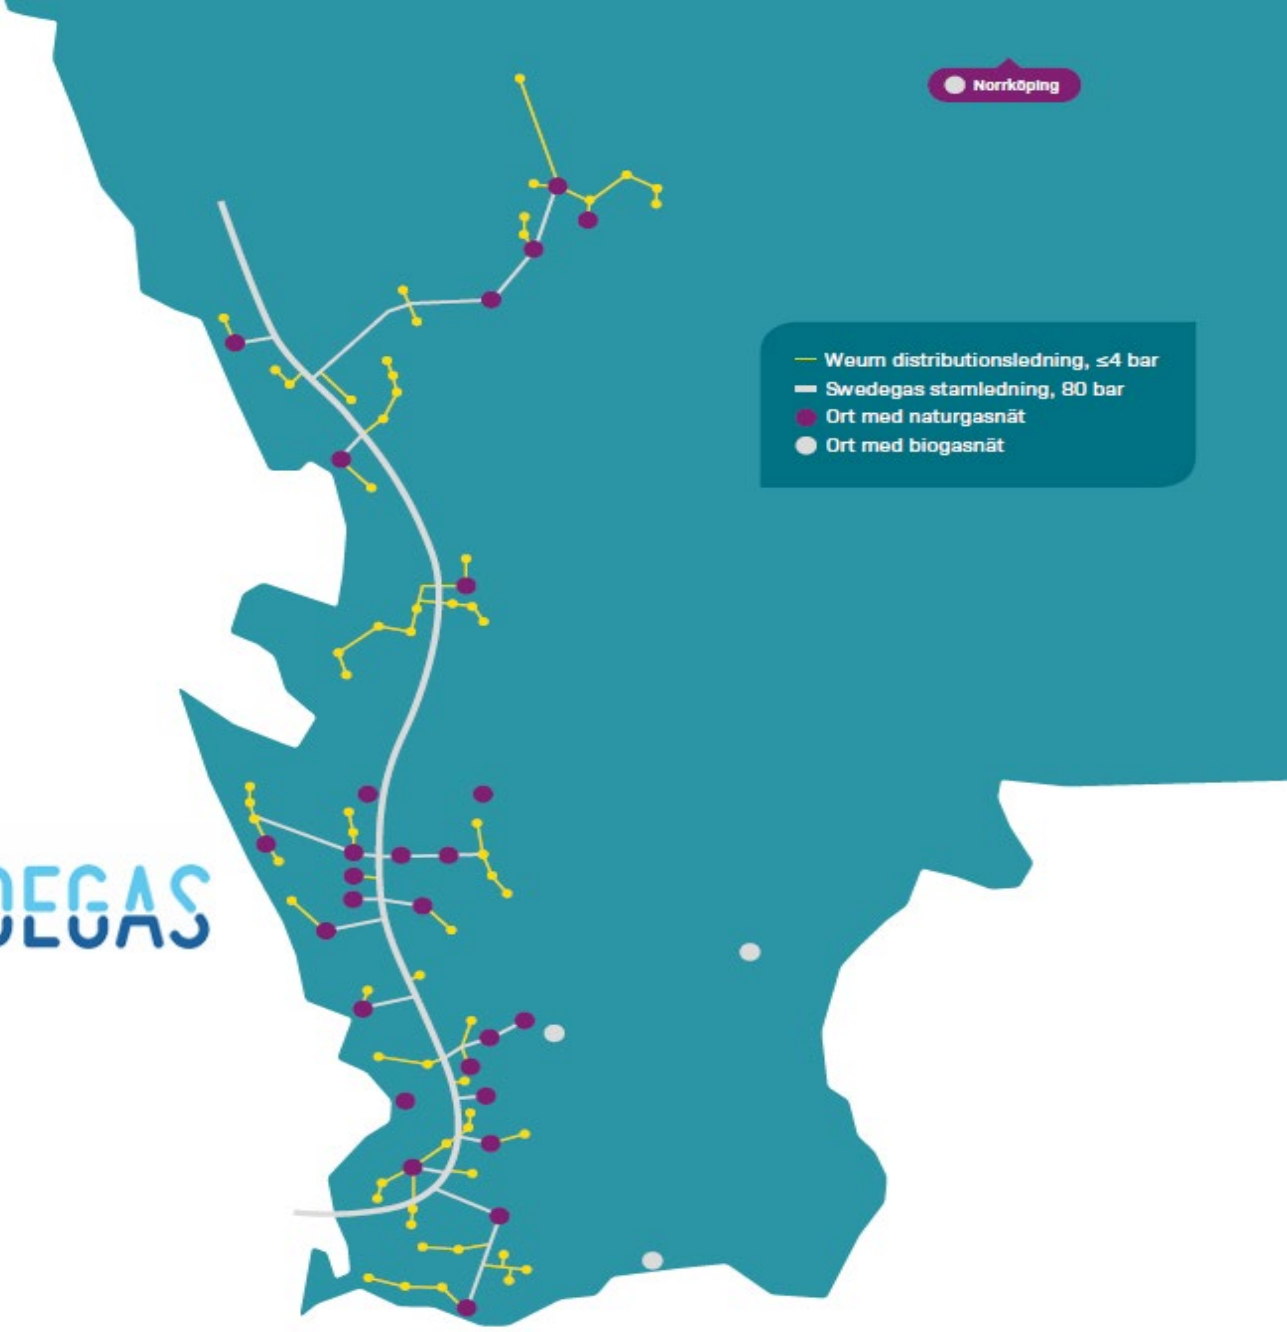 Norrköping
Weum distributionsledning, ≤4 bar
Swedegas stamledning, 80 bar
Ort med naturgasnät
Ort med biogasnät
DEGAS